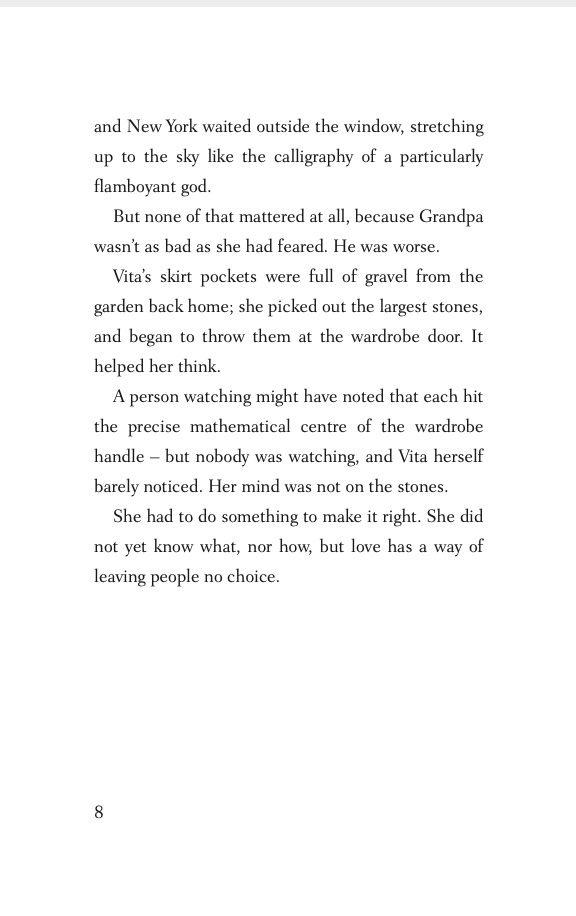 and New York waited outside the window, stretching
up to the sky like the calligraphy of a particularly
flamboyant god.
But none of that mattered at all, because Grandpa
wasn’t as bad as she had feared. He was worse.
Vita’s skirt pockets were full of gravel from the
garden back home; she picked out the largest stones,
and began to throw them at the wardrobe door. It
helped her think.
A person watching might have noted that each hit
the precise mathematical centre of the wardrobe
handle – but nobody was watching, and Vita herself
barely noticed. Her mind was not on the stones.
She had to do something to make it right. She did
not yet know what, nor how, but love has a way of
leaving people no choice.
8